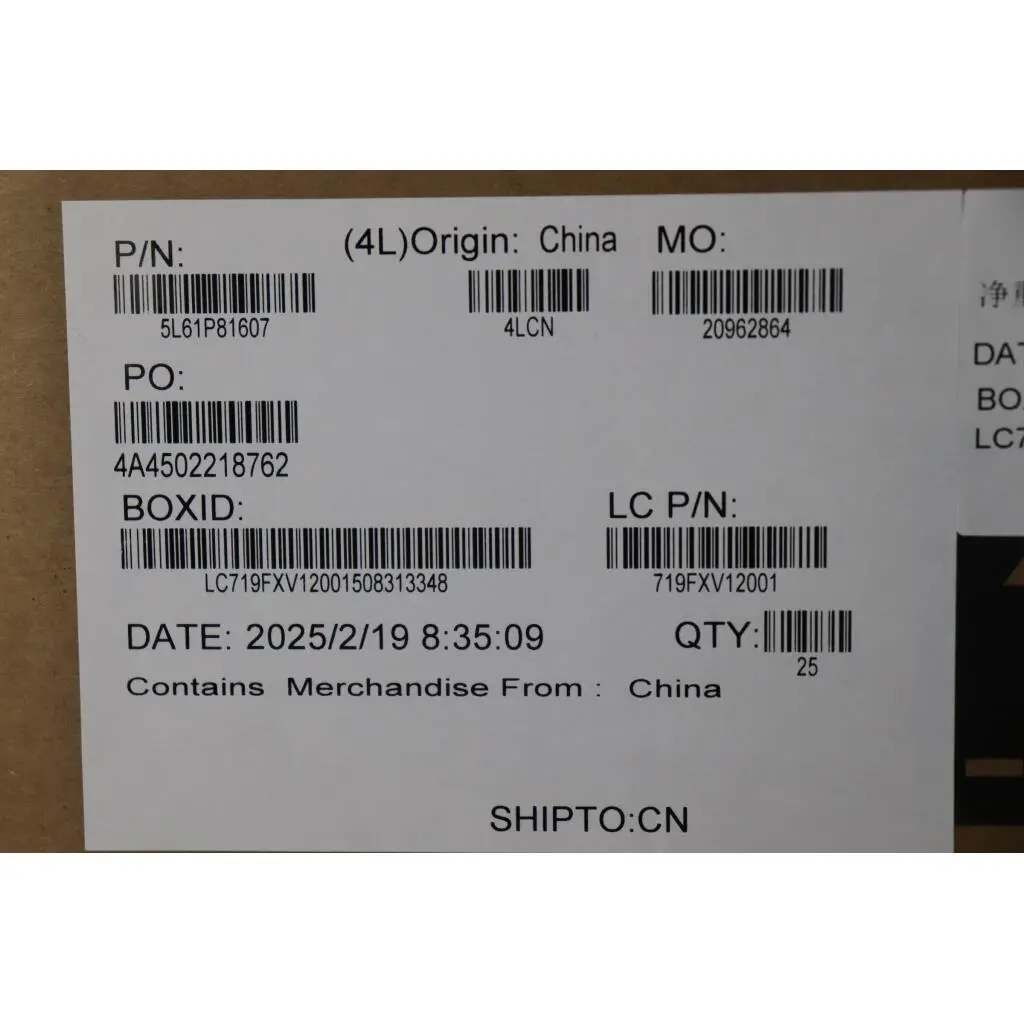 P/N: (4L)Origin: China MO:
5L61P81607 4LCN 20962864
PO:
4A4502218762
BOXID: LC P/N:
LC719FXV12001508313348 719FXV12001
DATE: 2025/2/19 8:35:09 QTY:
25
Contains Merchandise From : China
SHIPTO:CN
净
DAT
BO
LC7